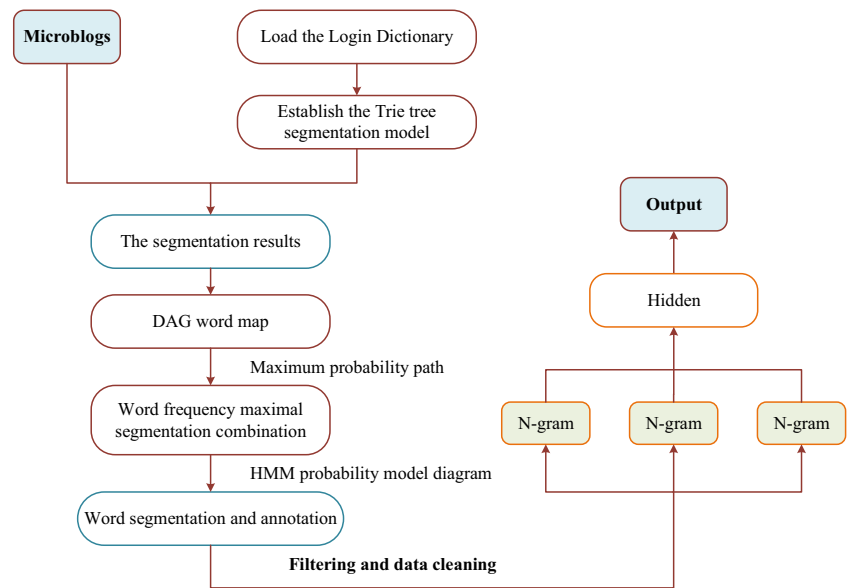 Microblogs
Load the Login Dictionary
Establish the Trie tree
segmentation model
The segmentation results
DAG word map
Maximum probability path
Word frequency maximal
segmentation combination
HMM probability model diagram
Word segmentation and annotation
Filtering and data cleaning
Output
Hidden
N-gram
N-gram
N-gram